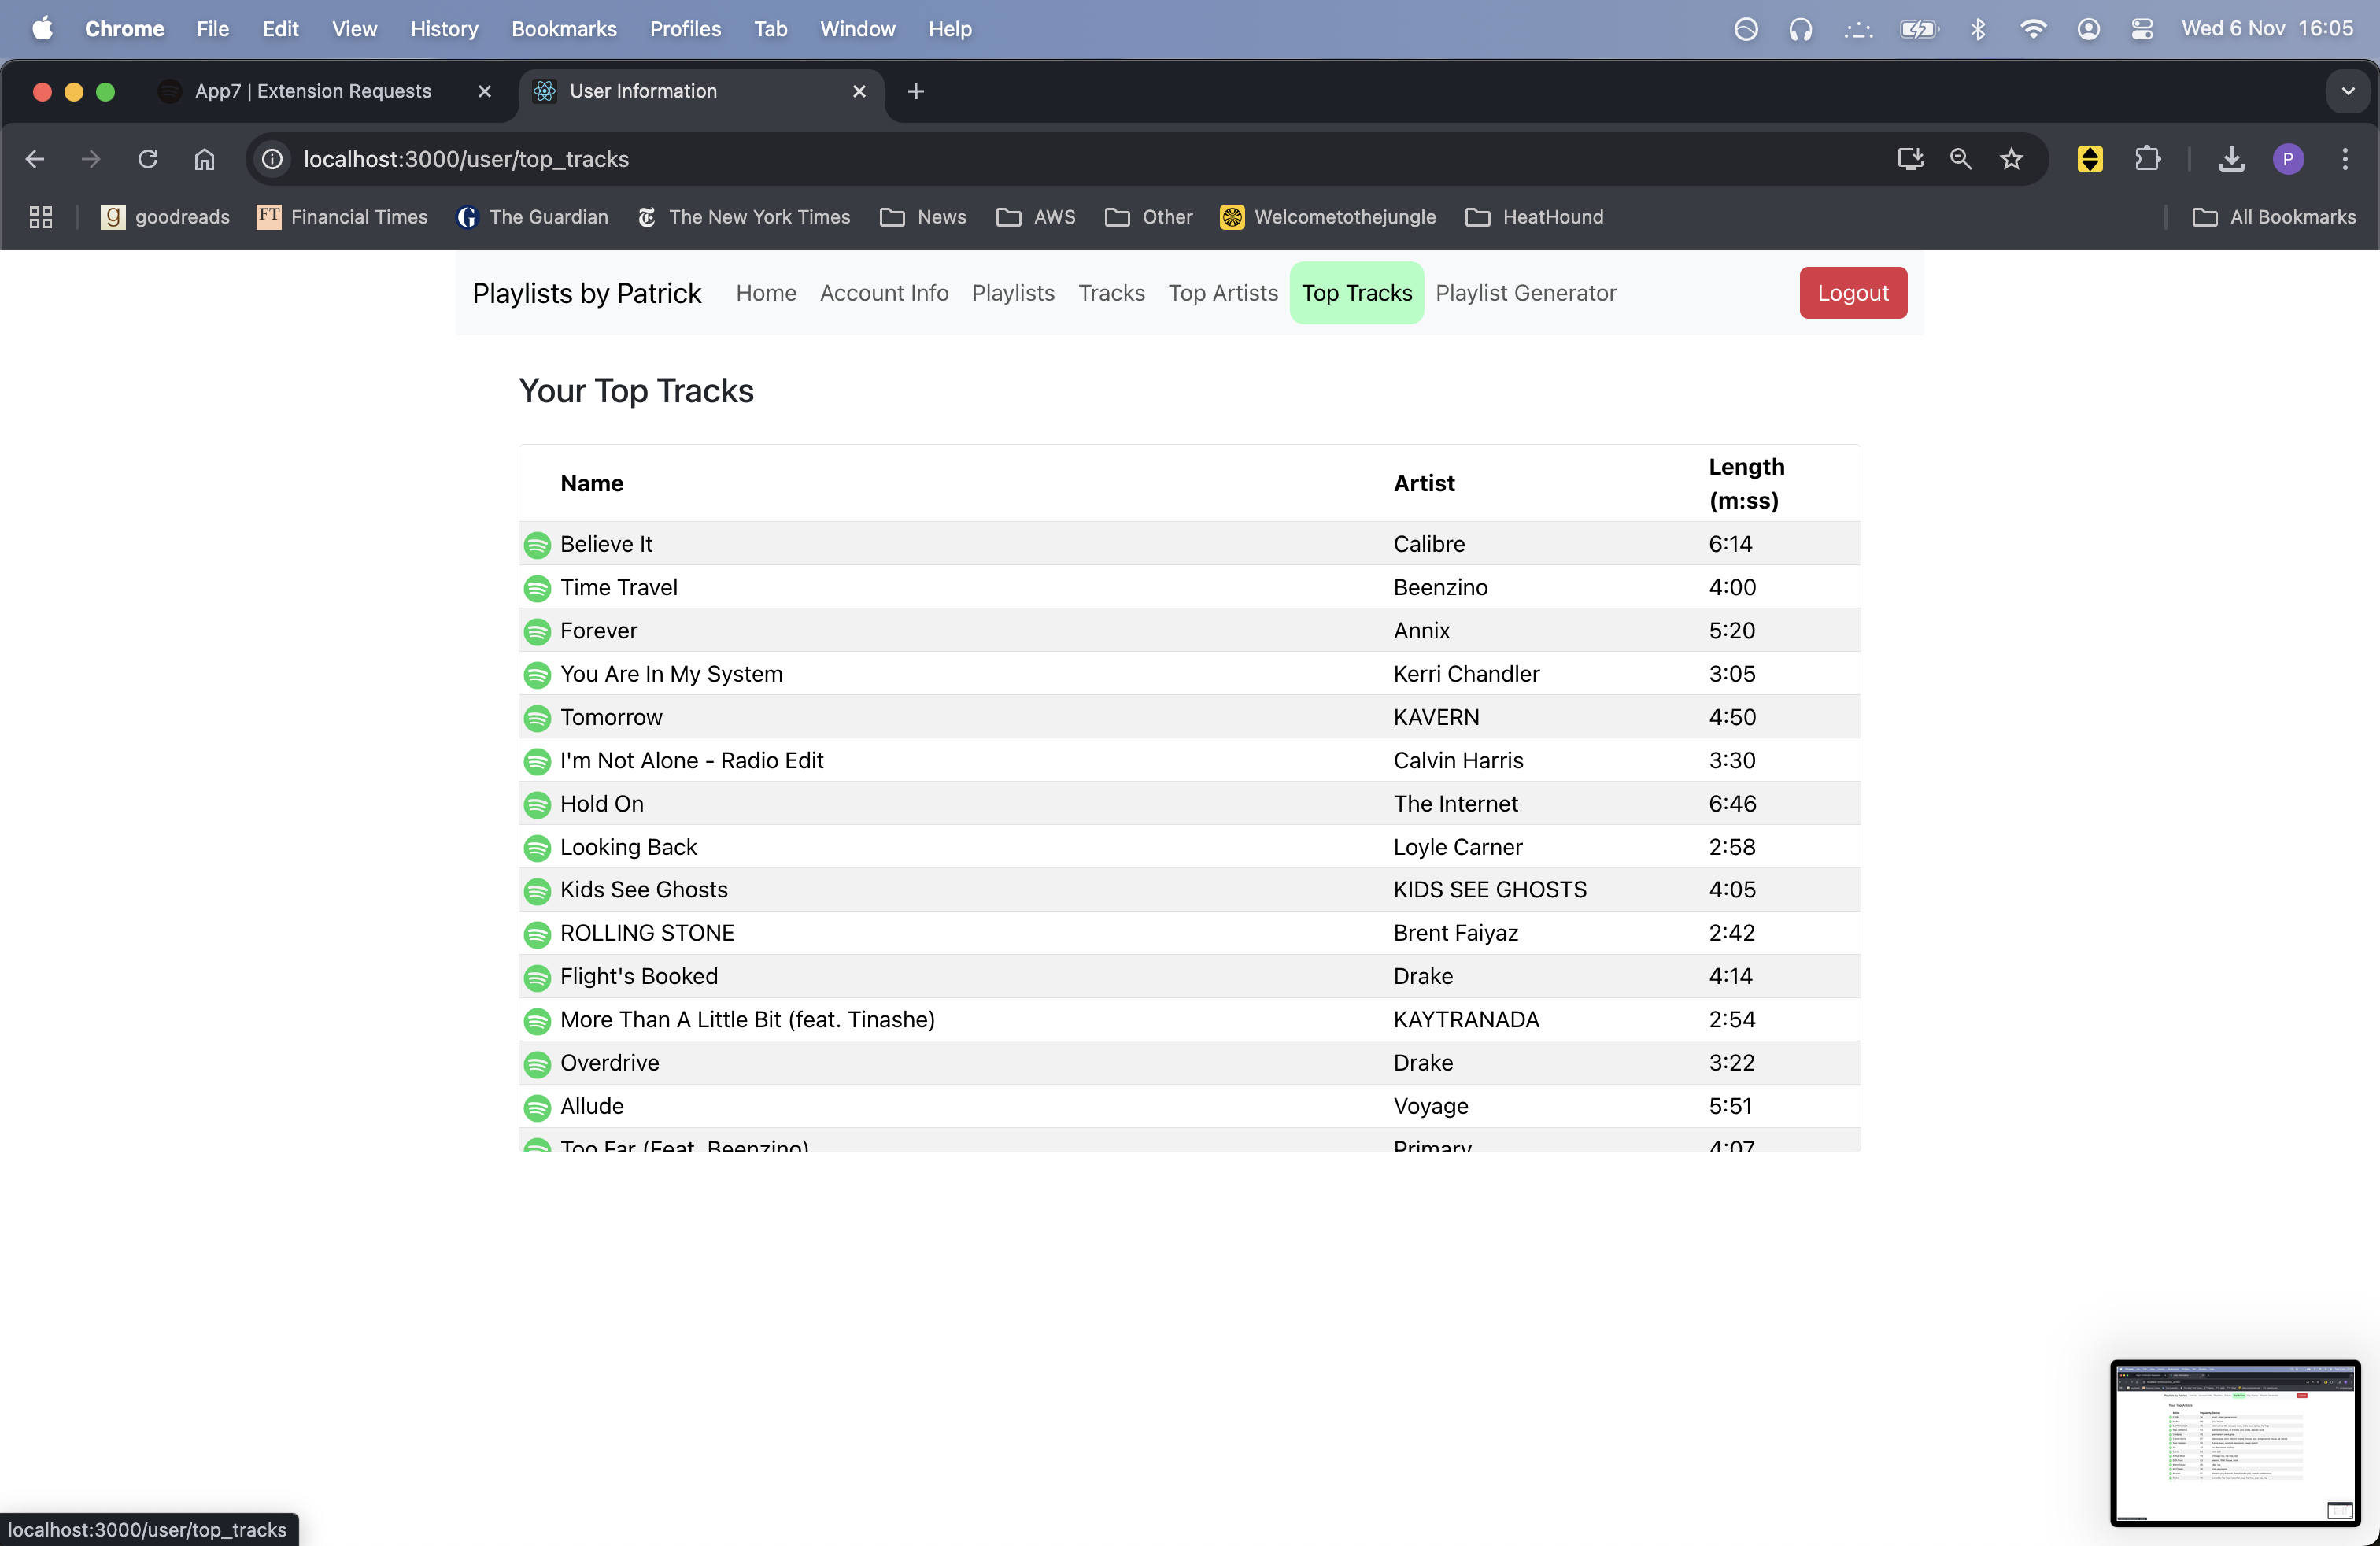 Chrome File Edit View History Bookmarks Profiles Tab Window Help Wed 6 Nov 16:05
App7 | Extension Requests User Information
localhost:3000/user/top_tracks P
goodreads FT Financial Times The Guardian The New York Times News AWS Other Welcometothejungle HeatHound All Bookmarks
Playlists by Patrick Home Account Info Playlists Tracks Top Artists Top Tracks Playlist Generator Logout
Your Top Tracks
Name Artist Length (m:ss)
Believe It Calibre 6:14
Time Travel Beenzino 4:00
Forever Annix 5:20
You Are In My System Kerri Chandler 3:05
Tomorrow KAVERN 4:50
I'm Not Alone - Radio Edit Calvin Harris 3:30
Hold On The Internet 6:46
Looking Back Loyle Carner 2:58
Kids See Ghosts KIDS SEE GHOSTS 4:05
ROLLING STONE Brent Faiyaz 2:42
Flight's Booked Drake 4:14
More Than A Little Bit (feat. Tinashe) KAYTRANADA 2:54
Overdrive Drake 3:22
Allude Voyage 5:51
Too Far (Feat. Beenzino) Primary 4:07
localhost:3000/user/top_tracks